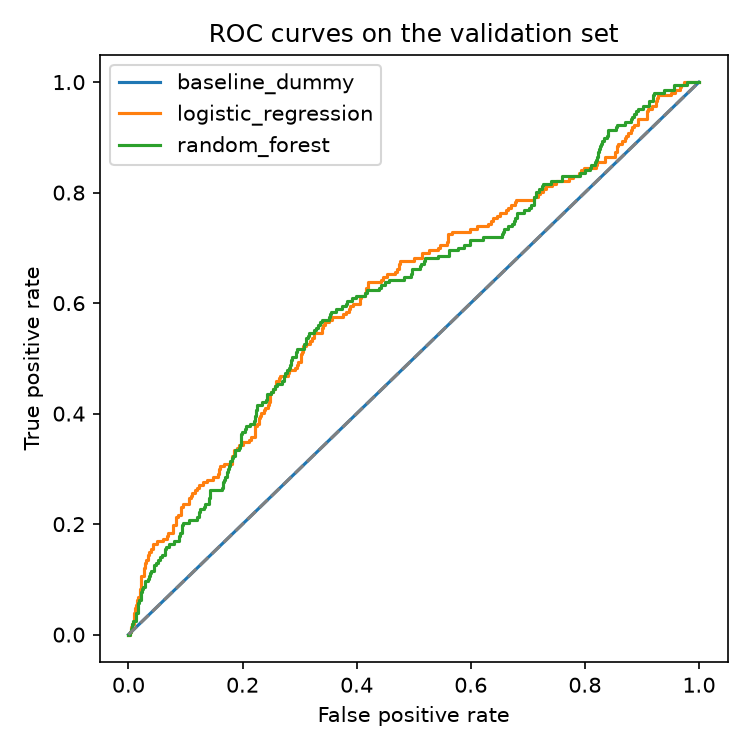 ROC curves on the validation set
baseline_dummy
logistic_regression
random_forest
True positive rate
1.0
0.8
0.6
0.4
0.2
0.0
0.0 0.2 0.4 0.6 0.8 1.0
False positive rate